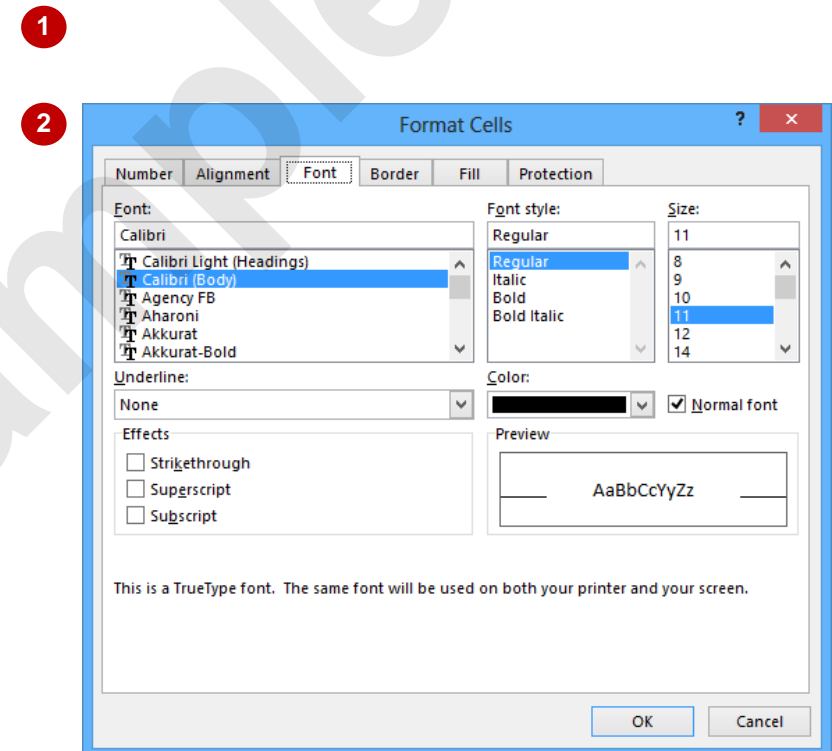 1
2
Format Cells ? ×
Number Alignment Font Border Fill Protection
Font: Font style: Size:
Calibri Regular 11
Calibri Light (Headings) Regular 8
Calibri (Body) Italic 9
Agency FB Bold 10
Aharoni Bold Italic 11
Akkurat 12
Akkurat-Bold 14
Underline: Color:
None Normal font
Effects Preview
Strikethrough
Superscript AaBbCcYyZz
Subscript
This is a TrueType font. The same font will be used on both your printer and your screen.
OK Cancel